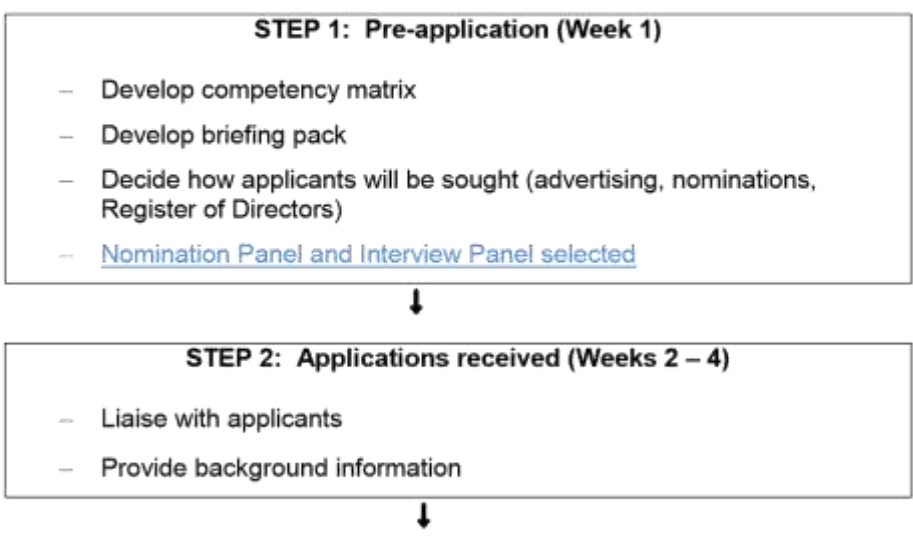 STEP 1: Pre-application (Week 1)
– Develop competency matrix
– Develop briefing pack
– Decide how applicants will be sought (advertising, nominations,
Register of Directors)
– Nomination Panel and Interview Panel selected
STEP 2: Applications received (Weeks 2 – 4)
– Liaise with applicants
– Provide background information